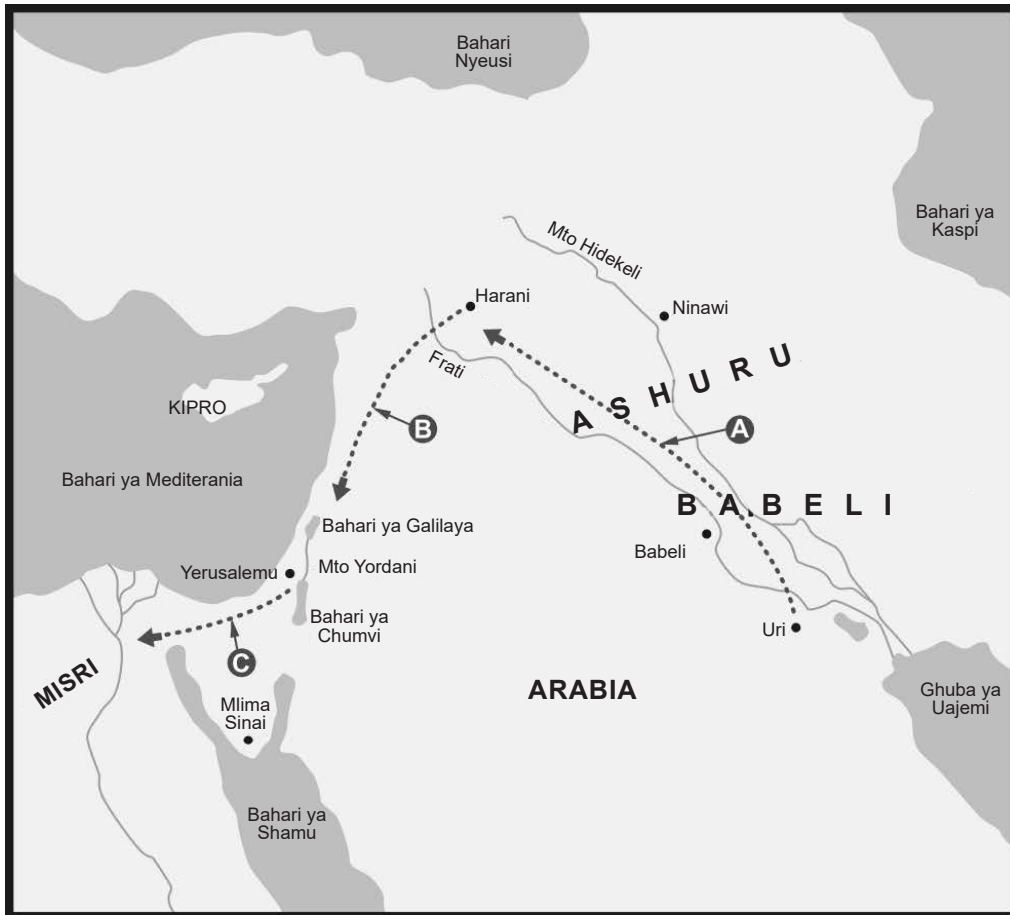 Bahari
Nyeusi
Bahari ya
Kaspi
Mto Hidekeli
Harani
Ninawi
Frati
ASHURU
KIPRO
B
A
Bahari ya Mediterania
BABELI
Bahari ya Galilaya
Babeli
Yerusalemu
Mto Yordani
Bahari ya
Chumvi
Uri
C
MISRI
ARABIA
Ghuba ya
Uajemi
Mlima
Sinai
Bahari ya
Shamu